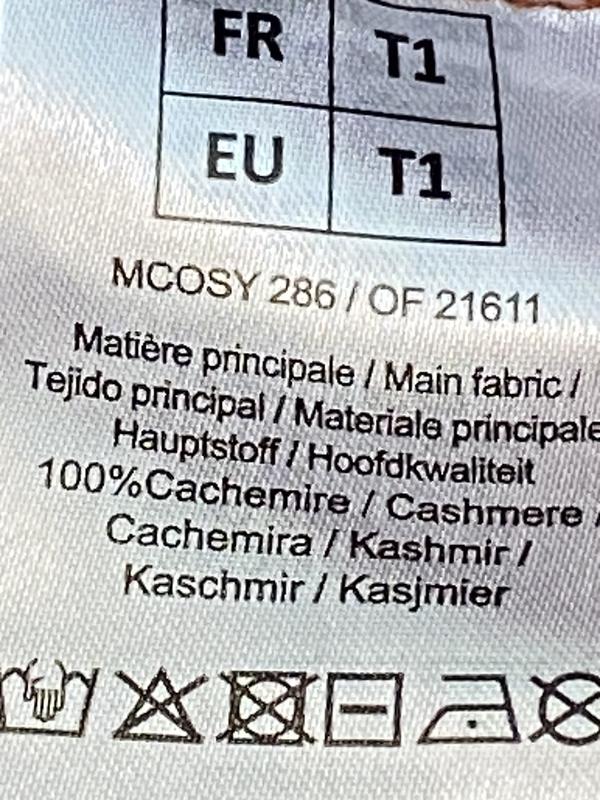 FR T1
EU T1
MCOSY 286 / OF 21611
Matière principale / Main fabric /
Tejido principal / Materiale principale
Hauptstoff / Hoofdkwaliteit
100%Cachemire / Cashmere /
Cachemira / Kashmir /
Kaschmir / Kasjmier